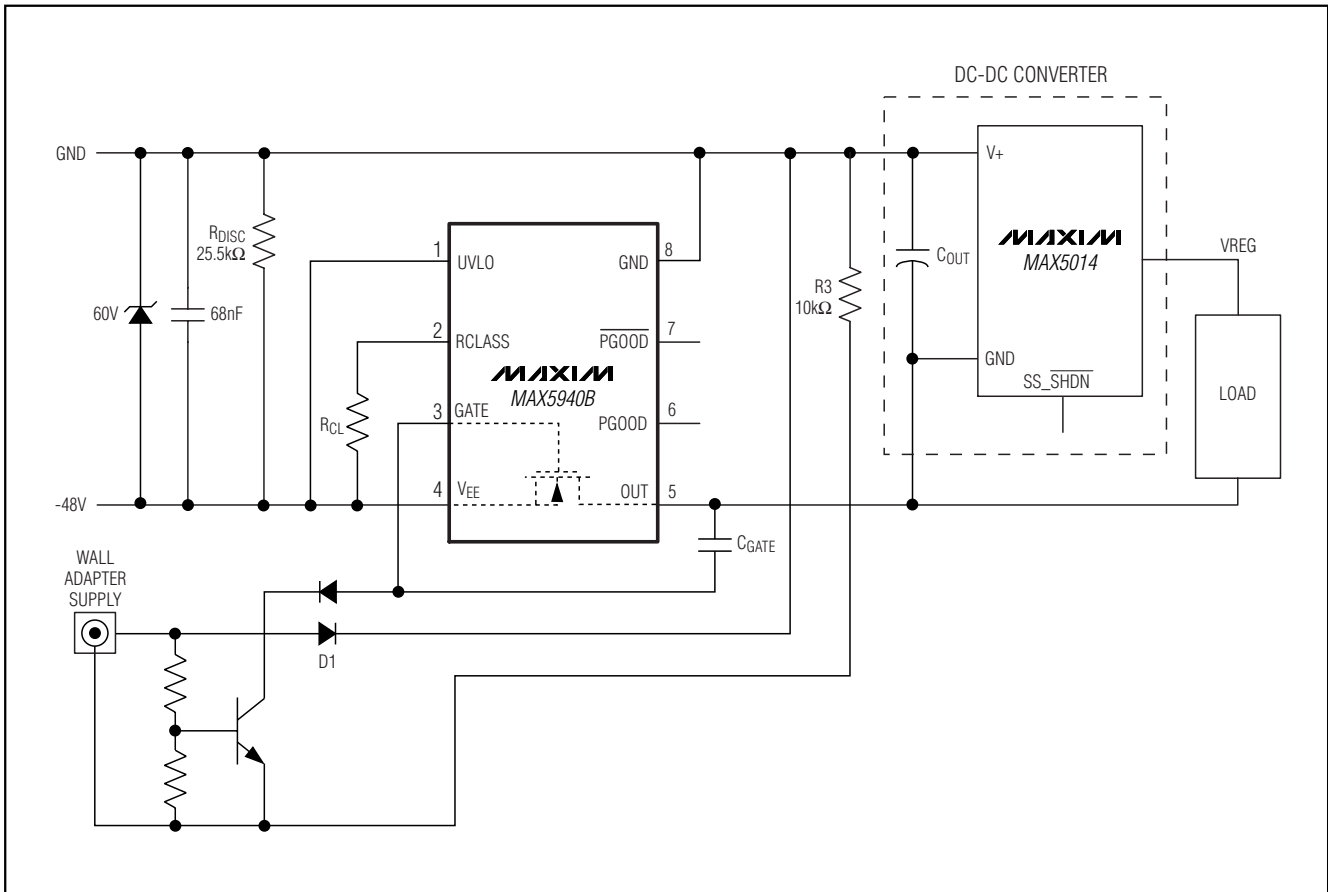 DC-DC CONVERTER
GND
V+
RDISC
25.5kΩ
1
UVLO
GND
8
COUT
MAXIM
MAX5014
VREG
60V
68nF
R3
10kΩ
2
RCLASS
PGOOD
7
GND
MAXIM
MAX5940B
SS_SHDN
LOAD
RCL
3
GATE
PGOOD
6
-48V
4
VEE
OUT
5
CGATE
WALL
ADAPTER
SUPPLY
D1